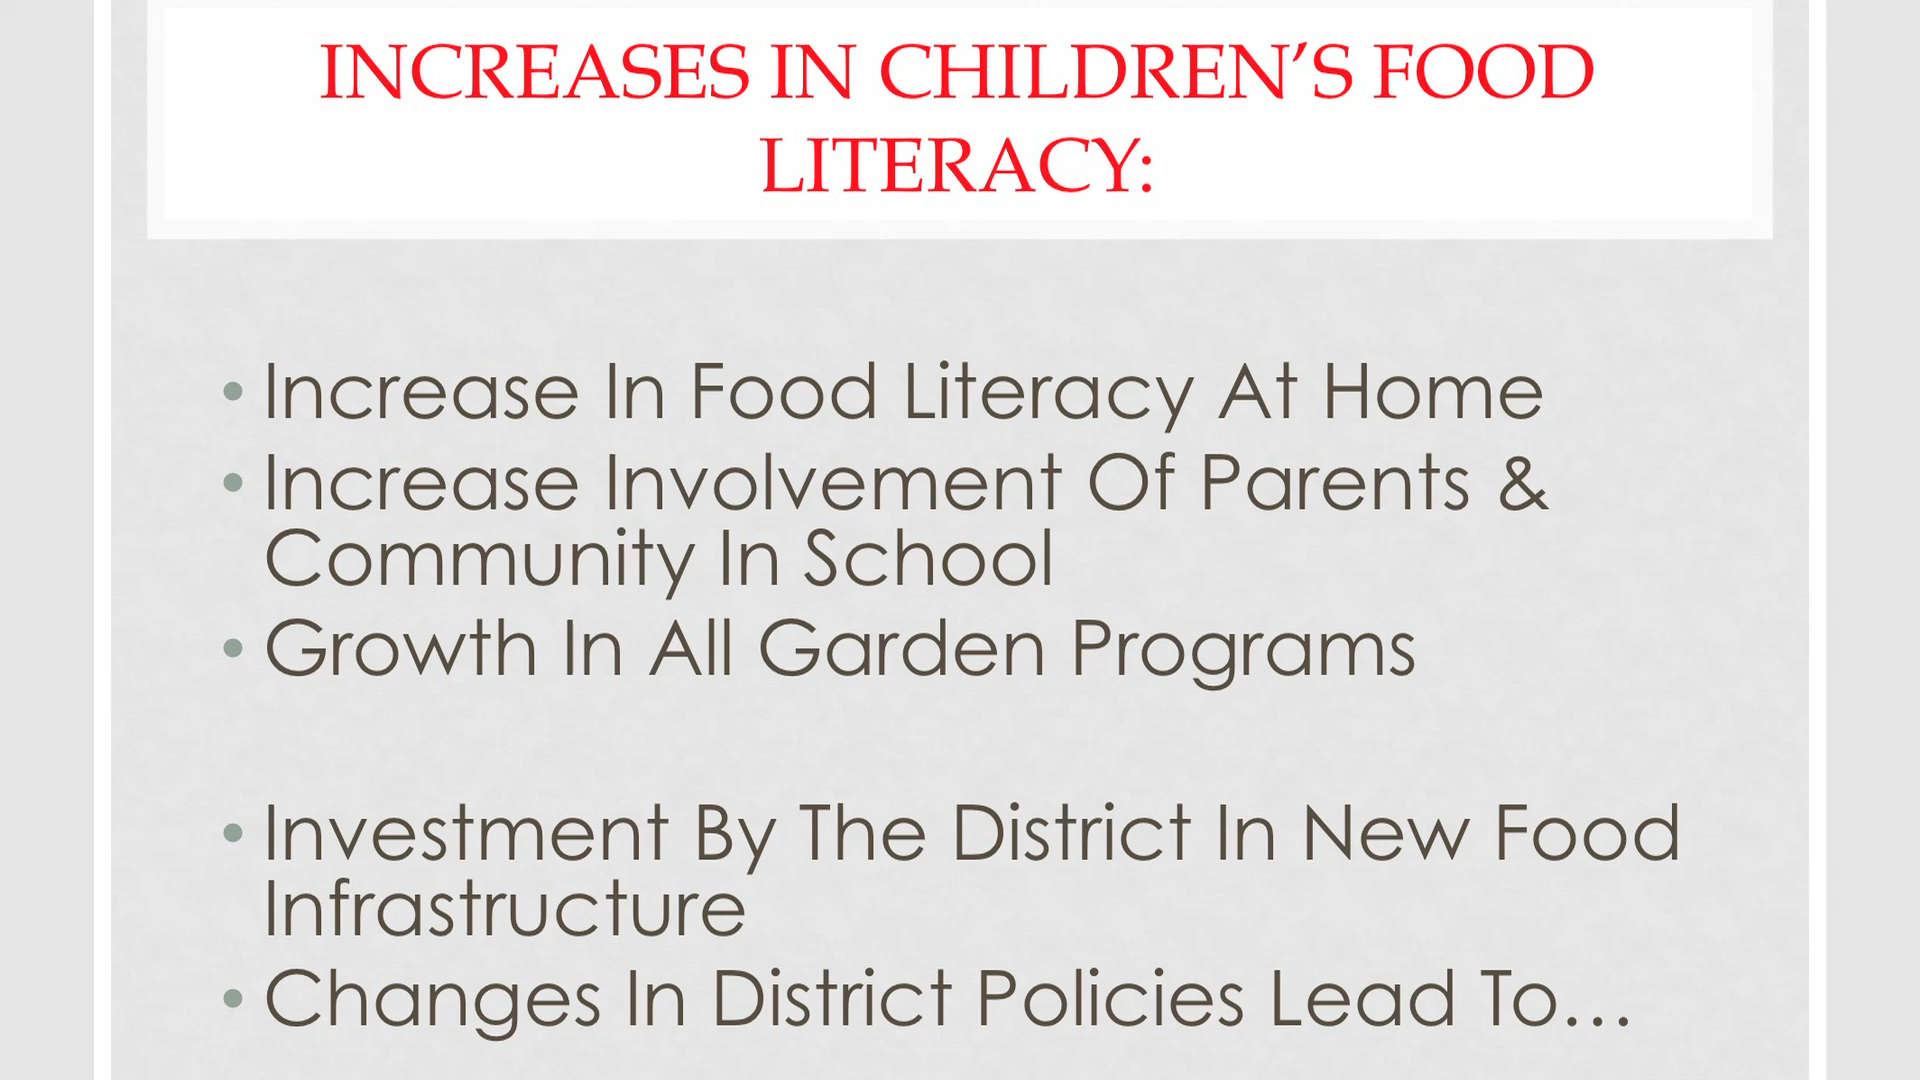 INCREASES IN CHILDREN’S FOOD
LITERACY:
• Increase In Food Literacy At Home
• Increase Involvement Of Parents &
Community In School
• Growth In All Garden Programs
• Investment By The District In New Food
Infrastructure
• Changes In District Policies Lead To…